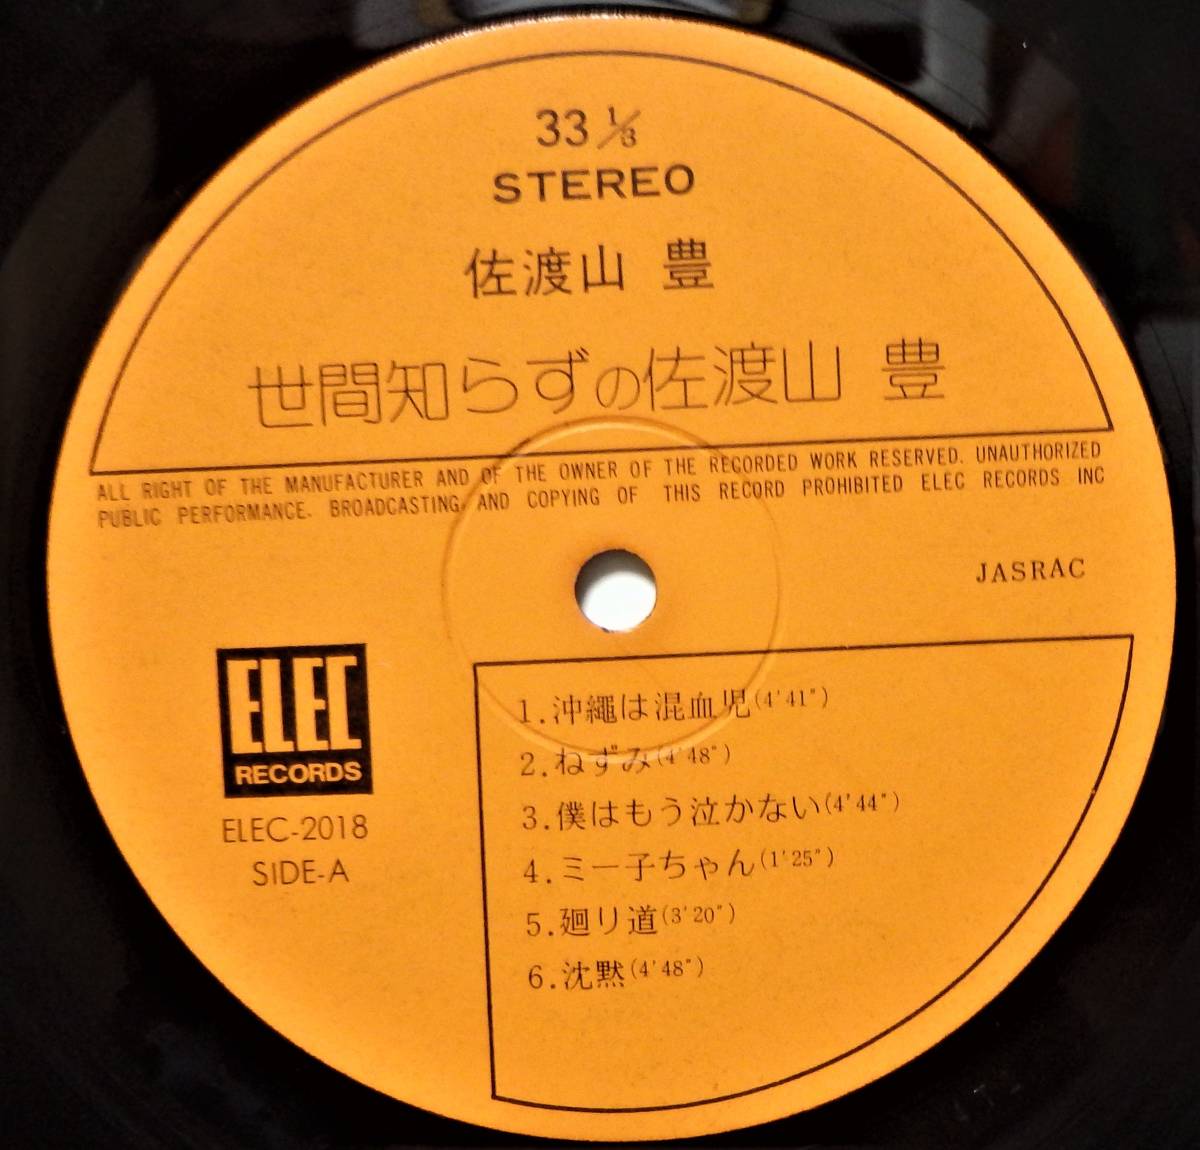 33 1/3
STEREO
佐渡山 豊
世間知らずの佐渡山 豊
ALL RIGHT OF THE MANUFACTURER AND OF THE OWNER OF THE RECORDED WORK RESERVED. UNAUTHORIZED
PUBLIC PERFORMANCE. BROADCASTING, AND COPYING OF THIS RECORD PROHIBITED ELEC RECORDS INC
JASRAC
ELEC
RECORDS
ELEC-2018
SIDE-A
1.沖繩は混血児(4'41")
2.ねずみ(4'48")
3.僕はもう泣かない(4'44")
4.ミー子ちゃん(1'25")
5.廻り道(3'20")
6.沈黙(4'48")